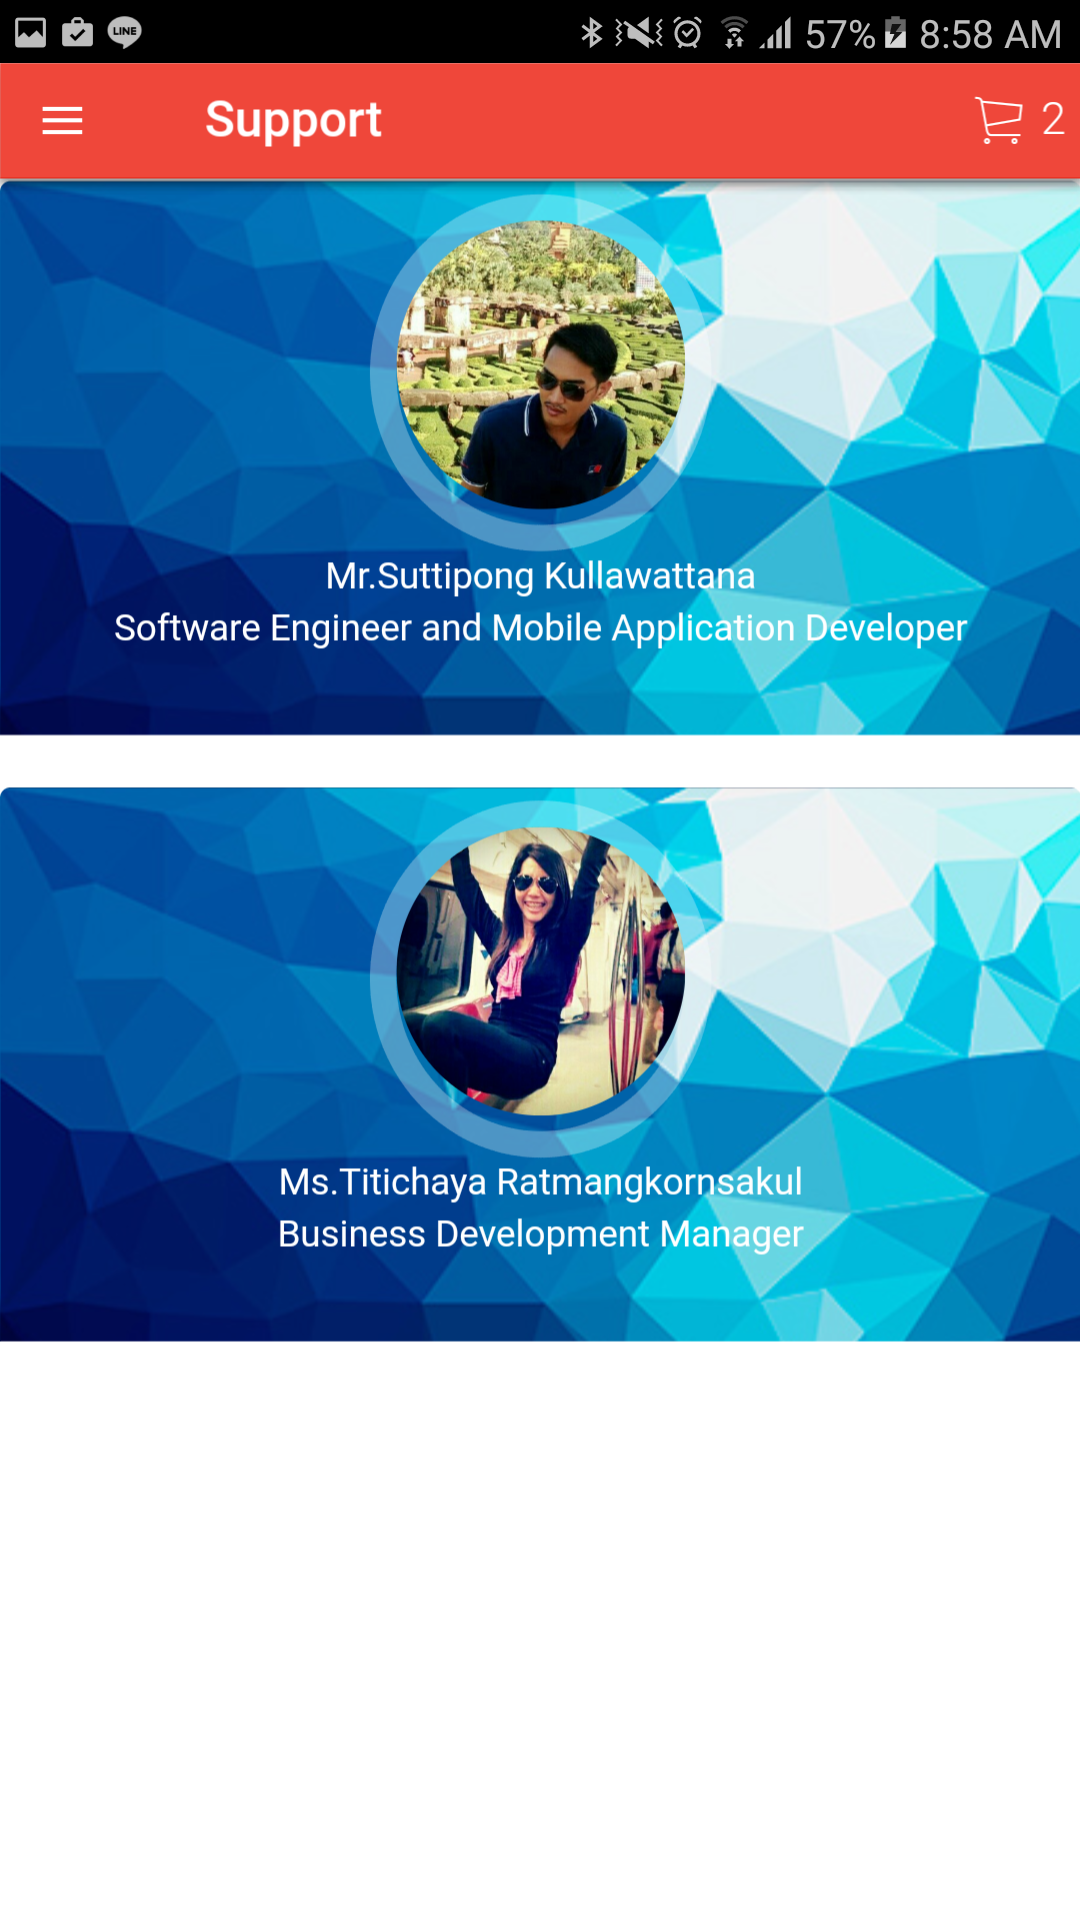 LINE 57% 8:58 AM
Support 2
Mr.Suttipong Kullawattana
Software Engineer and Mobile Application Developer
Ms.Titichaya Ratmangkornsakul
Business Development Manager